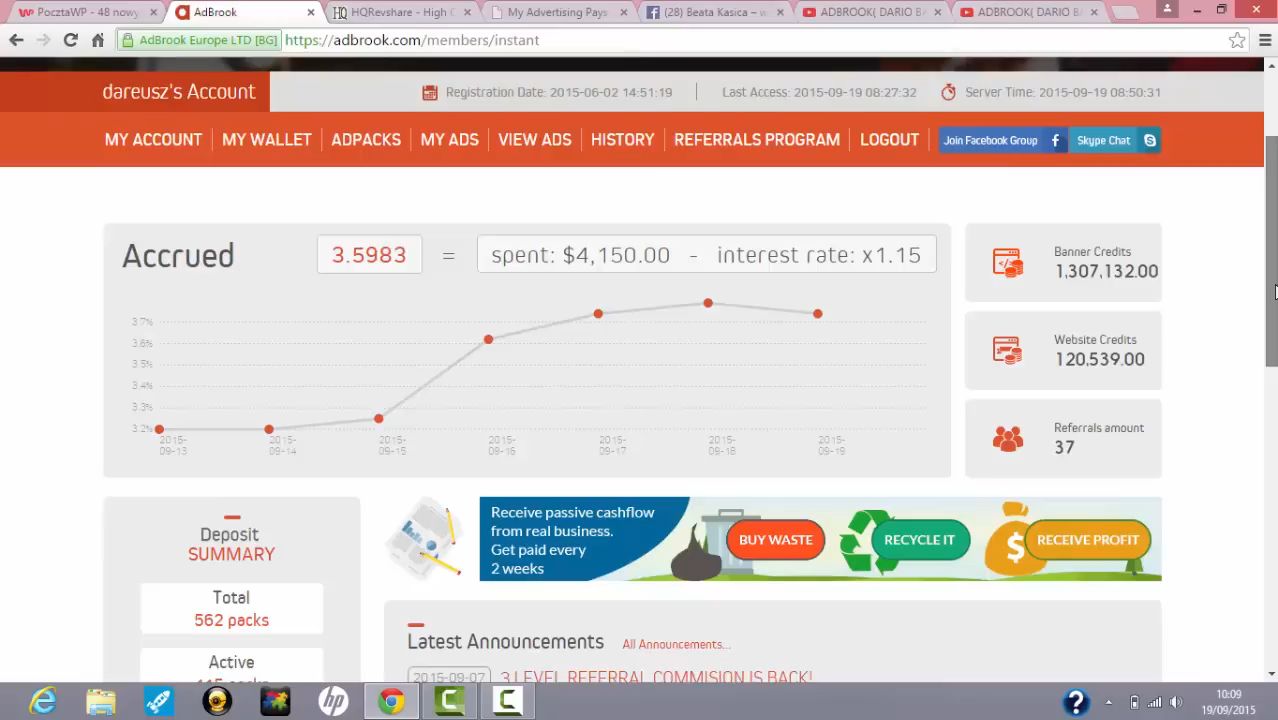 PocztaWP - 48 nowy
AdBrook
HQRevshare - High
My Advertising Pays
(28) Beata Kasica – w
ADBROOK( DARIO B
ADBROOK( DARIO B
AdBrook Europe LTD [BG]
https://adbrook.com/members/instant
dareusz's Account
Registration Date: 2015-06-02 14:51:19
Last Access: 2015-09-19 08:27:32
Server Time: 2015-09-19 08:50:31
MY ACCOUNT
MY WALLET
ADPACKS
MY ADS
VIEW ADS
HISTORY
REFERRALS PROGRAM
LOGOUT
Join Facebook Group
Skype Chat
Accrued
3.5983
=
spent: $4,150.00 - interest rate: x1.15
3.7%
3.6%
3.5%
3.4%
3.3%
3.2%
2015-
09-13
2015-
09-14
2015-
09-15
2015-
09-16
2015-
09-17
2015-
09-18
2015-
09-19
Banner Credits
1,307,132.00
Website Credits
120,539.00
Referrals amount
37
Receive passive cashflow
from real business.
Get paid every
2 weeks
BUY WASTE
RECYCLE IT
$
RECEIVE PROFIT
Deposit
SUMMARY
Total
562 packs
Active
Latest Announcements
All Announcements...
2015-09-07
3 LEVEL REFERRAL COMMISION IS BACK!
10:09
19/09/2015